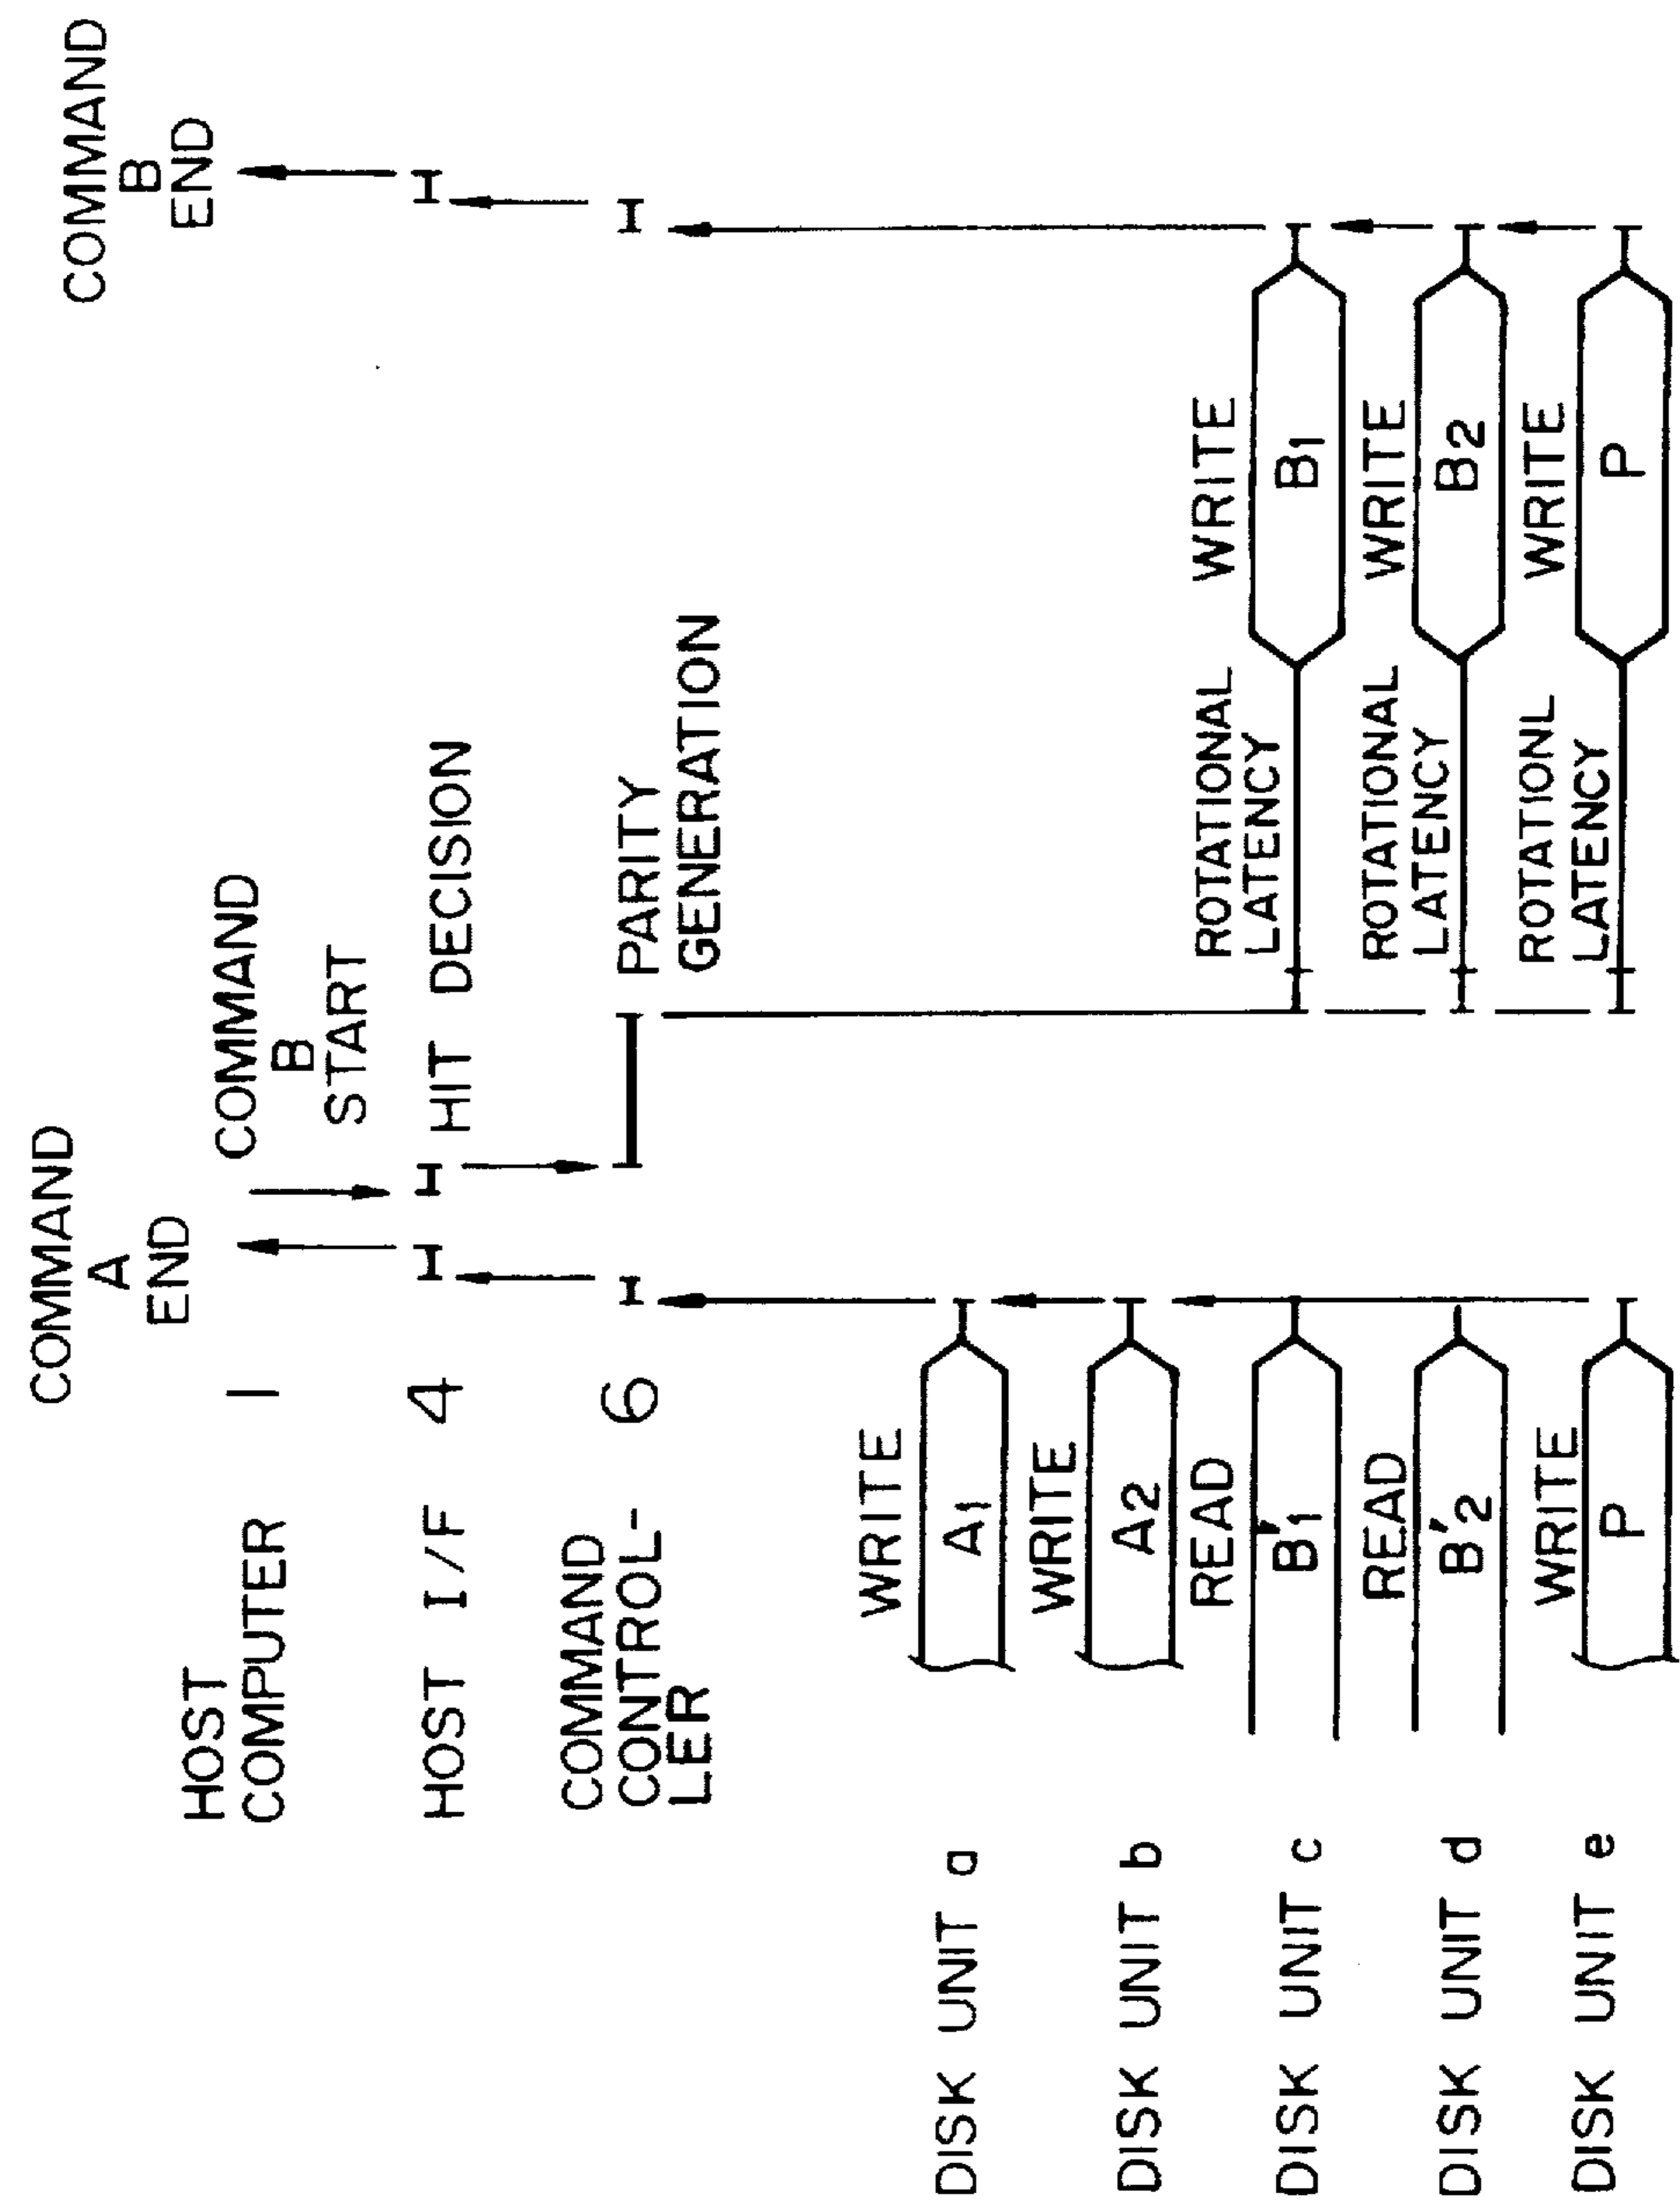 COMMAND
A
END
COMMAND
B
START
COMMAND
B
END
HOST
COMPUTER
1
HOST I/F
4
HIT DECISION
COMMAND
CONTROL-
LER
6
PARITY
GENERATION
DISK UNIT a
WRITE
A1
DISK UNIT b
WRITE
A2
DISK UNIT c
READ
B'1
ROTATIONAL
LATENCY
WRITE
B1
DISK UNIT d
READ
B'2
ROTATIONAL
LATENCY
WRITE
B2
DISK UNIT e
WRITE
P
ROTATIONL
LATENCY
WRITE
P